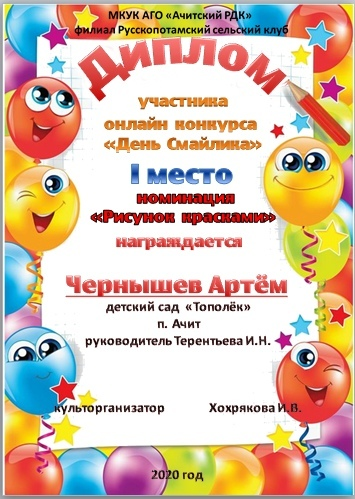 МКУК АГО «Ачитский РДК»
филиал Русскопотамский сельский клуб
Диплом
участника
онлайн конкурса
«День Смайлика»
I место
номинация
«Рисунок красками»
награждается
Чернышев Артём
детский сад «Тополёк»
п. Ачит
руководитель Терентьева И.Н.
культорганизатор Хохрякова И.В.
2020 год